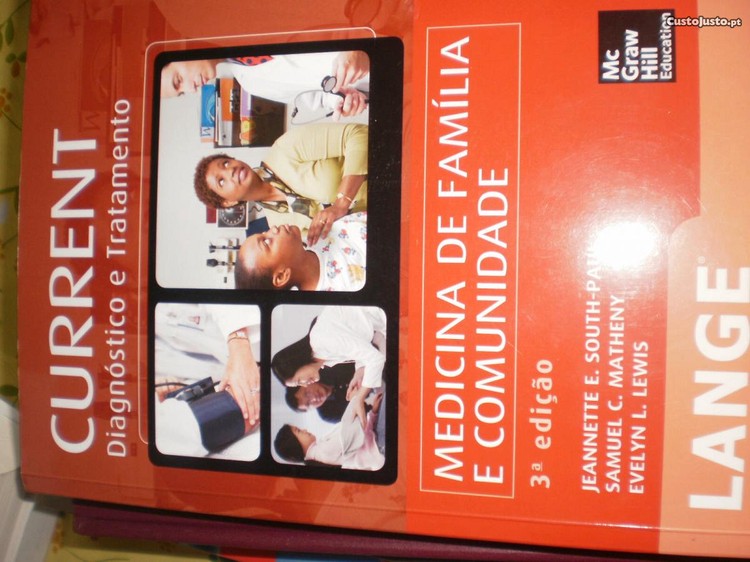 CURRENT
Diagnóstico e Tratamento
MEDICINA DE FAMÍLIA
E COMUNIDADE
3ª edição
JEANNETTE E. SOUTH-PAUL
SAMUEL C. MATHENY
EVELYN L. LEWIS
LANGE®
Mc
Graw
Hill
Education
CustoJusto.pt